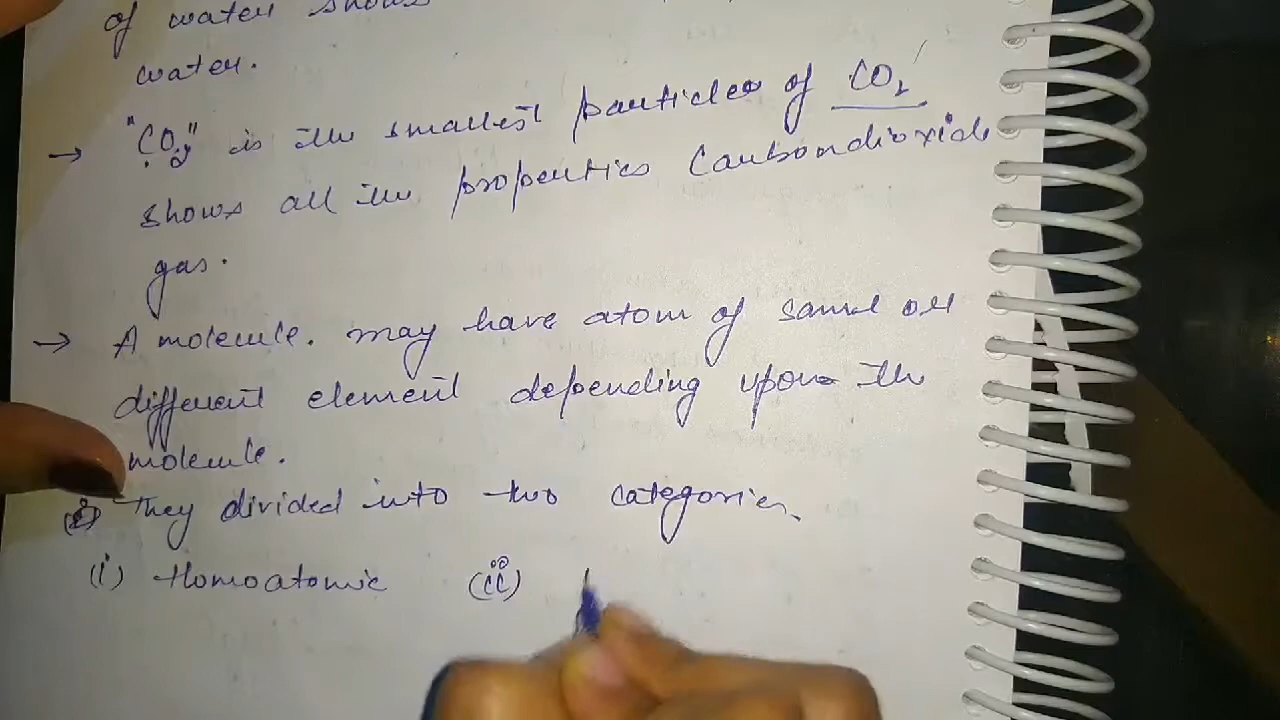 of water shows
water.
→ "CO2" is the smallest particles of CO2
shows all the properties Carbondioxide
gas.
→ A molecule. may have atom of same or
different element depending upon the
molecule.
They divided into two categories.
(i) Homoatomic (ii)